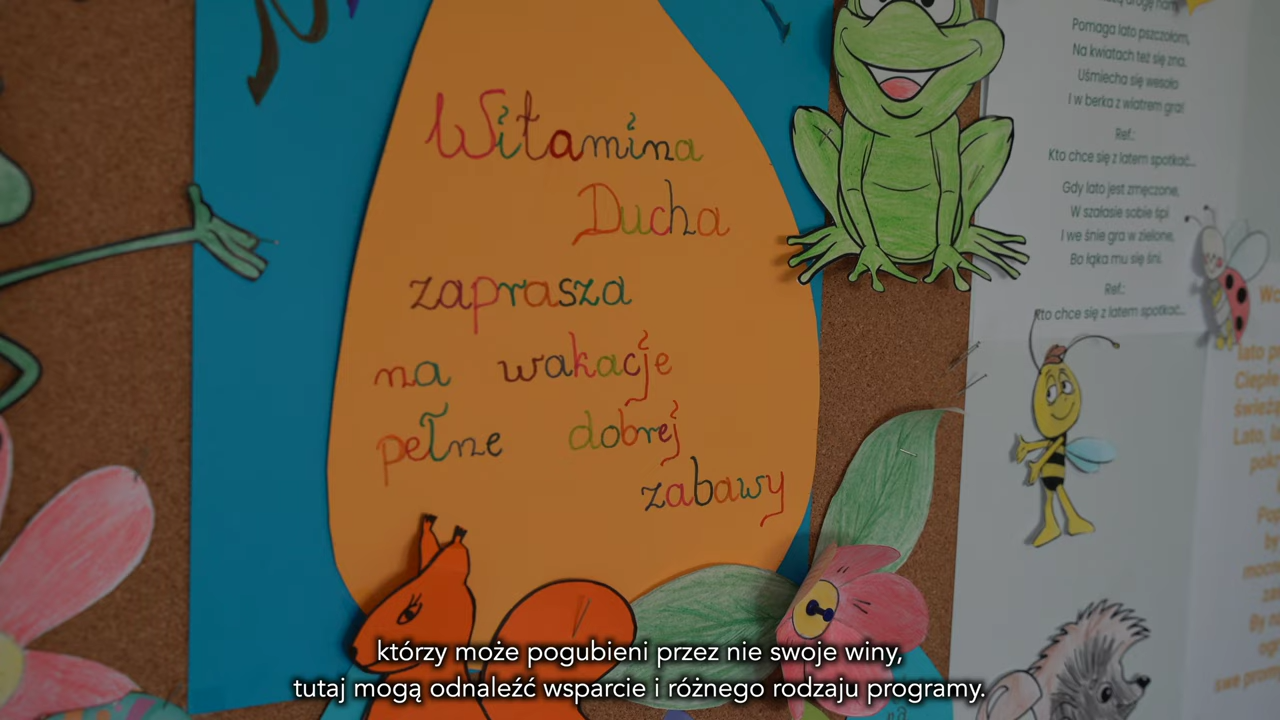 Witamina
Ducha
zaprasza
na wakacje
pełne dobrej
zabawy
Pomaga lato pszczołom,
Na kwiatach też się zna.
Uśmiecha się wesoło
I w berka z wiatrem gra!
Ref.:
Kto chce się z latem spotkać...
Gdy lato jest zmęczone,
W szałasie sobie śpi
I we śnie gra w zielone,
Bo łąka mu się śni.
Ref.:
Kto chce się z latem spotkać...
którzy może pogubieni przez nie swoje winy,
tutaj mogą odnaleźć wsparcie i różnego rodzaju programy.